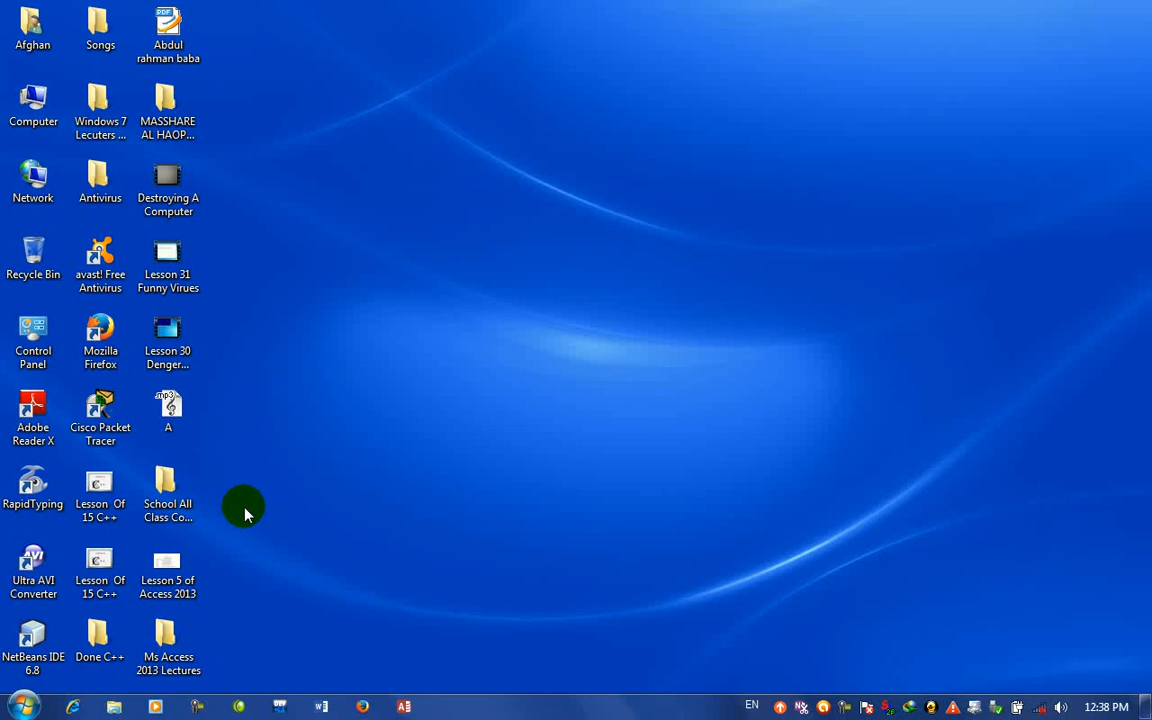 Afghan
Songs
Abdul
rahman baba
Computer
Windows 7
Lecuters ...
MASSHARE
AL HAOP...
Network
Antivirus
Destroying A
Computer
Recycle Bin
avast! Free
Antivirus
Lesson 31
Funny Virues
Control
Panel
Mozilla
Firefox
Lesson 30
Denger...
Adobe
Reader X
Cisco Packet
Tracer
.mp3
A
RapidTyping
Lesson Of
15 C++
School All
Class Co...
Ultra AVI
Converter
Lesson Of
15 C++
Lesson 5 of
Access 2013
NetBeans IDE
6.8
Done C++
Ms Access
2013 Lectures
PDF
C++
C++
AVI
EN
12:38 PM